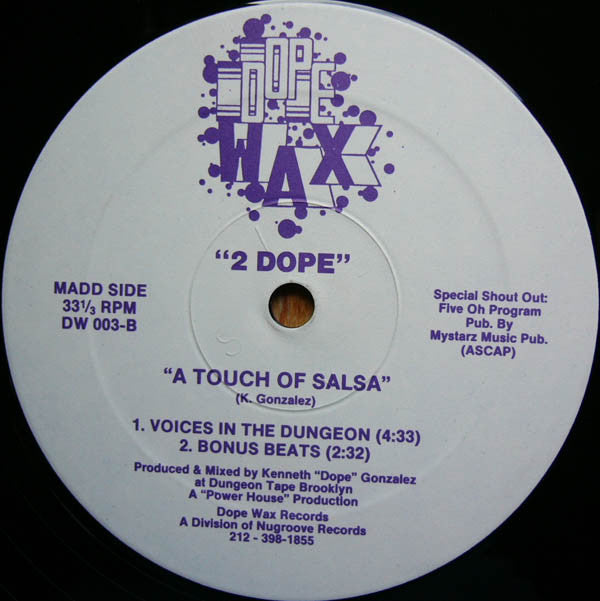 DOPE
WAX
"2 DOPE"
MADD SIDE
33 1/3 RPM
DW 003-B
Special Shout Out:
Five Oh Program
Pub. By
Mystarz Music Pub.
(ASCAP)
"A TOUCH OF SALSA"
(K. Gonzalez)
1. VOICES IN THE DUNGEON (4:33)
2. BONUS BEATS (2:32)
Produced & Mixed by Kenneth "Dope" Gonzalez
at Dungeon Tape Brooklyn
A "Power House" Production
Dope Wax Records
A Division of Nugroove Records
212 - 398-1855